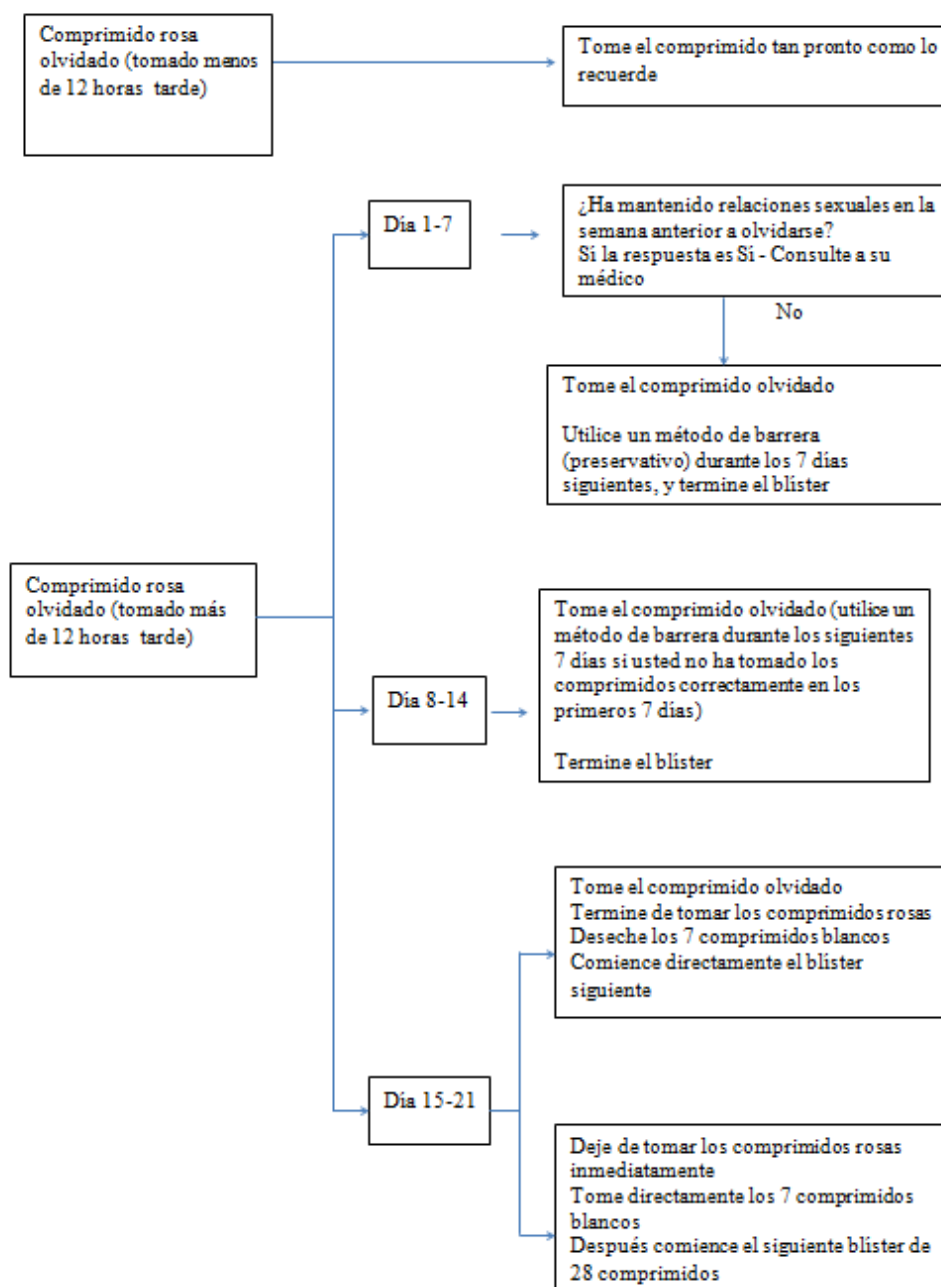 Comprimido rosa
olvidado (tomado menos
de 12 horas tarde)
Tome el comprimido tan pronto como lo
recuerde
Día 1-7
¿Ha mantenido relaciones sexuales en la
semana anterior a olvidarse?
Sí la respuesta es Sí - Consulte a su
médico
No
Tome el comprimido olvidado
Utilice un método de barrera
(preservativo) durante los 7 días
siguientes, y termine el blíster
Comprimido rosa
olvidado (tomado más
de 12 horas tarde)
Día 8-14
Tome el comprimido olvidado (utilice un
método de barrera durante los siguientes
7 días si usted no ha tomado los
comprimidos correctamente en los
primeros 7 días)
Termine el blíster
Día 15-21
Tome el comprimido olvidado
Termine de tomar los comprimidos rosas
Deseche los 7 comprimidos blancos
Comience directamente el blíster
siguiente
Deje de tomar los comprimidos rosas
inmediatamente
Tome directamente los 7 comprimidos
blancos
Después comience el siguiente blíster de
28 comprimidos